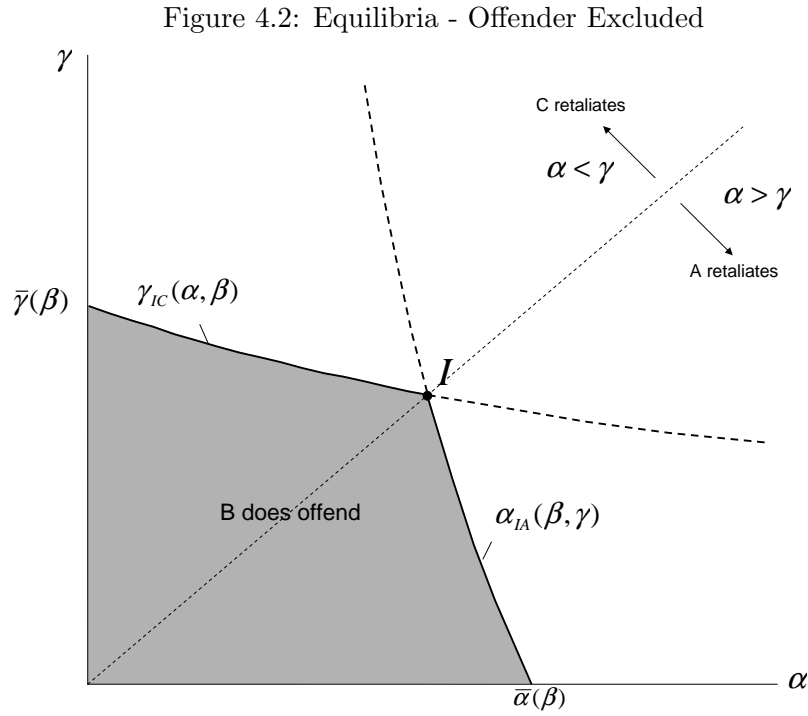 Figure 4.2: Equilibria - Offender Excluded
γ
C retaliates
α < γ
α > γ
A retaliates
γ̅(β)
γ_IC(α, β)
I
B does offend
α_IA(β, γ)
α̅(β)
α